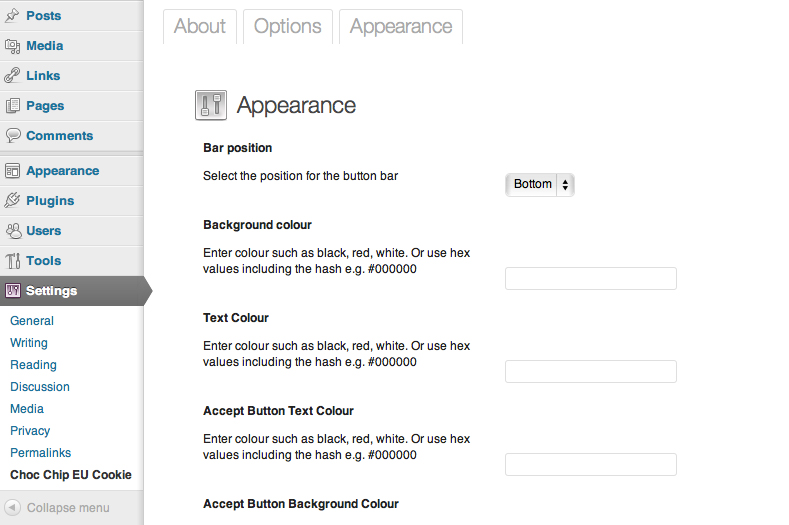 Posts
Media
Links
Pages
Comments
Appearance
Plugins
Users
Tools
Settings
General
Writing
Reading
Discussion
Media
Privacy
Permalinks
Choc Chip EU Cookie
Collapse menu
About
Options
Appearance
Appearance
Bar position
Select the position for the button bar
Bottom
Background colour
Enter colour such as black, red, white. Or use hex
values including the hash e.g. #000000
Text Colour
Enter colour such as black, red, white. Or use hex
values including the hash e.g. #000000
Accept Button Text Colour
Enter colour such as black, red, white. Or use hex
values including the hash e.g. #000000
Accept Button Background Colour